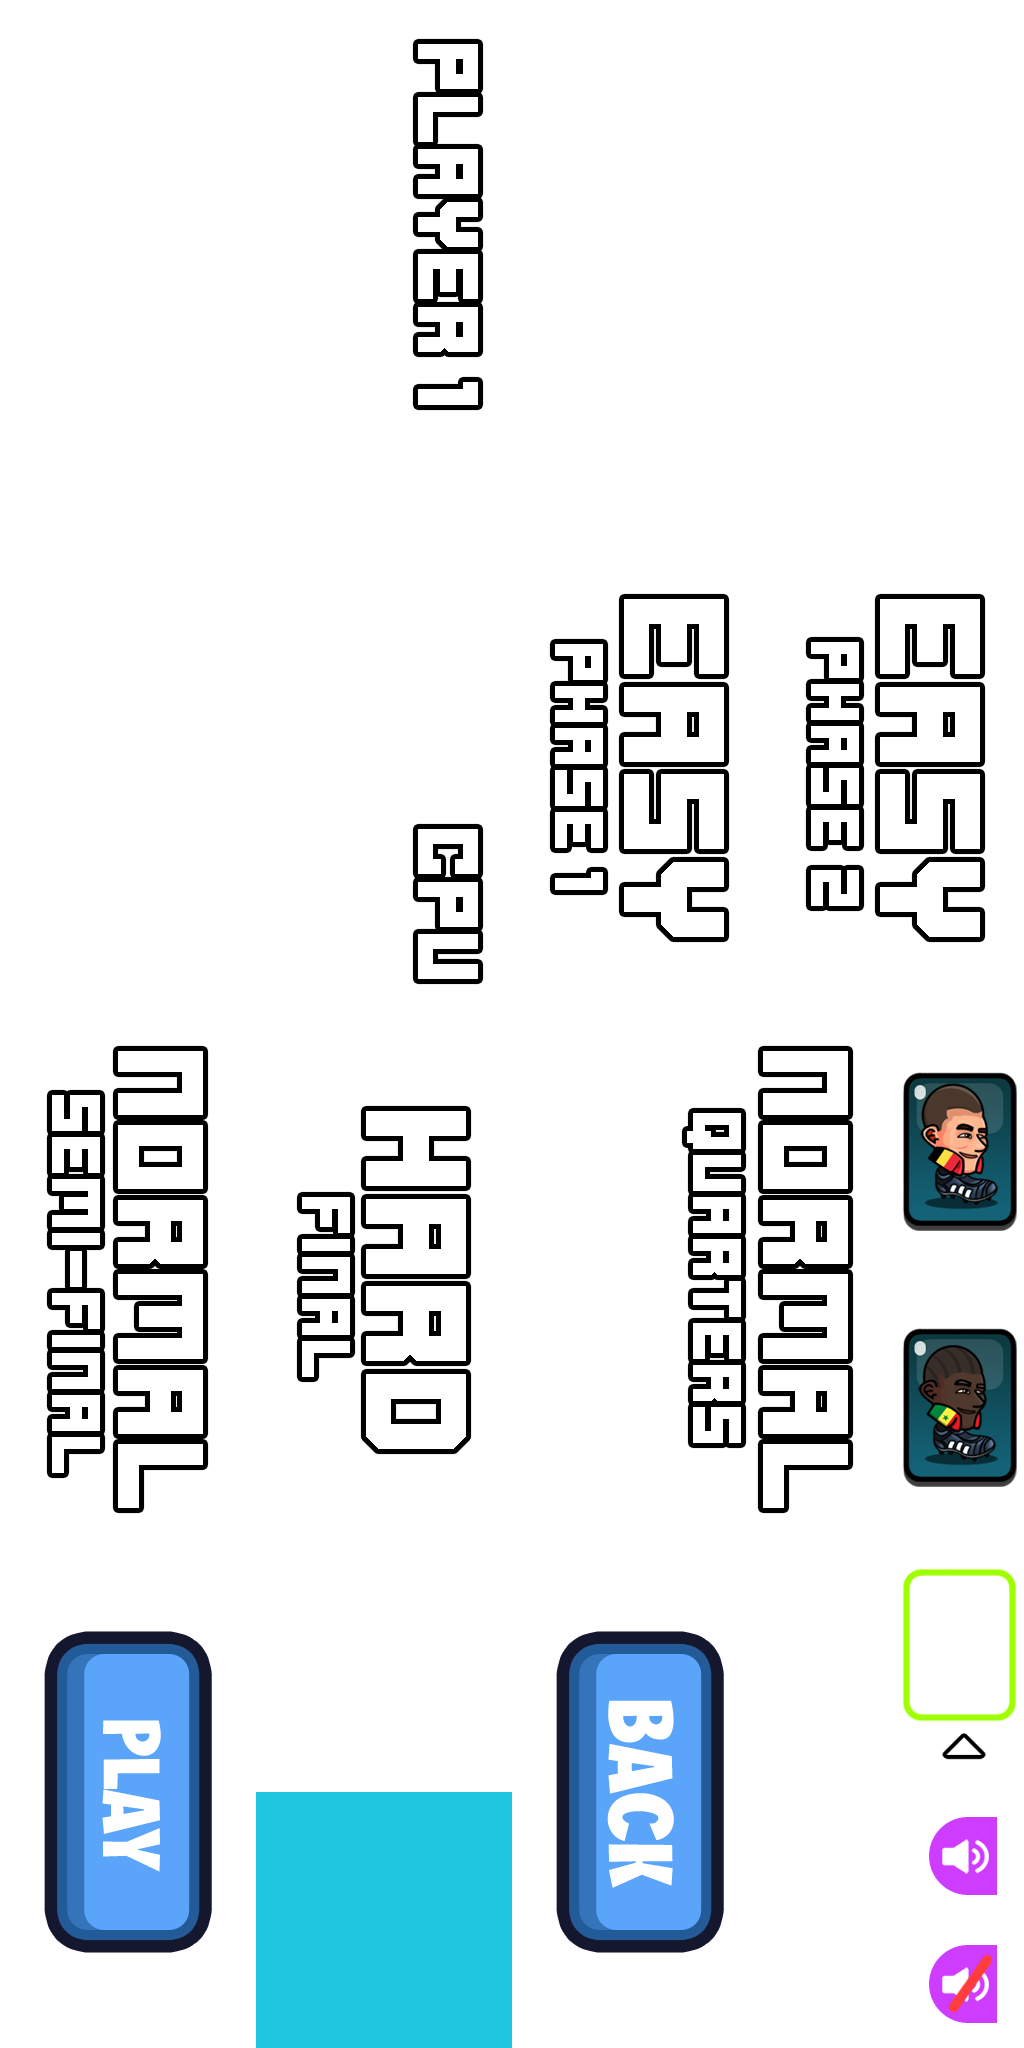 PLAYER 1
CPU
EASY
PHASE 1
EASY
PHASE 2
NORMAL
SEMI-FINAL
HARD
FINAL
NORMAL
QUARTERS
PLAY
BACK